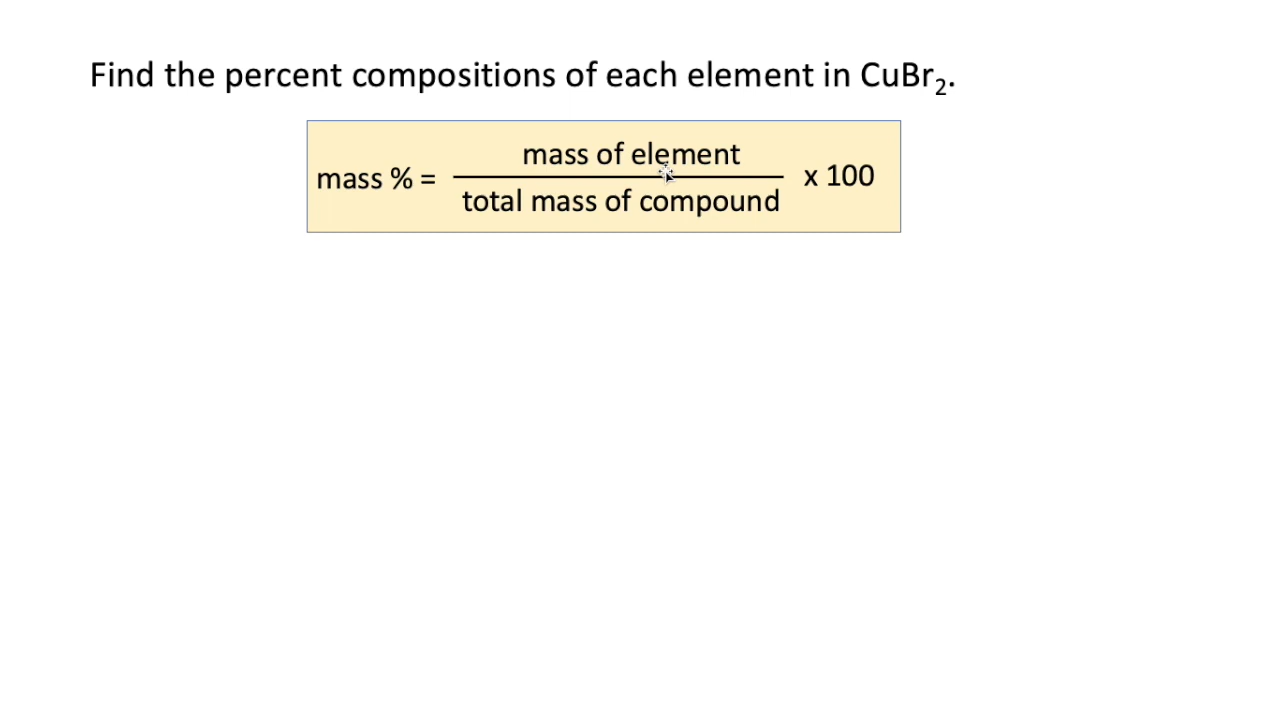 Find the percent compositions of each element in CuBr₂.
mass % = mass of element / total mass of compound x 100